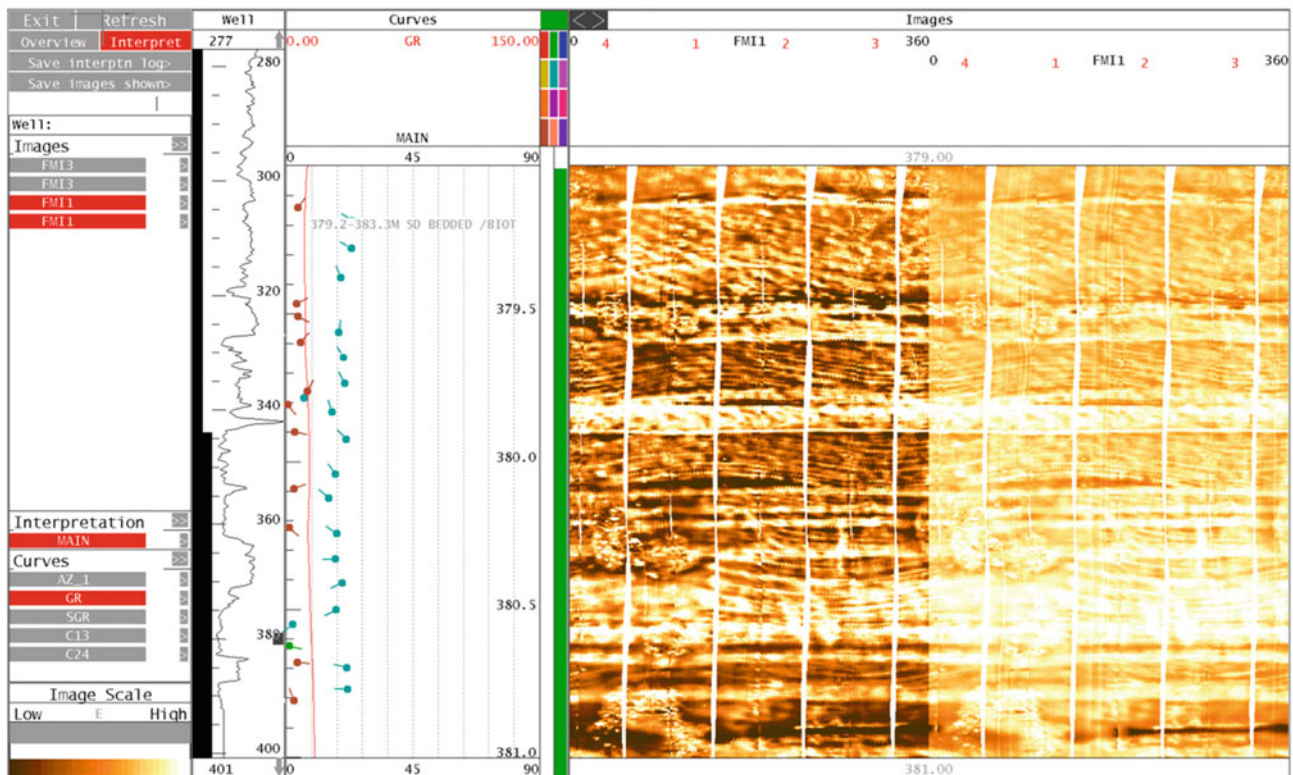 Exit Refresh
Overview Interpret
Save interptn log>
Save images shown>
Well:
Images >>
FMI3 >
FMI3 >
FMI1 >
FMI1 >
Interpretation >>
MAIN >
Curves >>
AZ_1 >
GR >
SGR >
C13 >
C24 >
Image Scale
Low E High
Well
277
280
300
320
340
360
380
400
401
Curves
0.00 GR 150.00
MAIN
0 45 90
379.2-383.3M SD BEDDED /BIOT
379.5
380.0
380.5
381.0
0 45 90
< > Images
0 4 1 FMI1 2 3 360
0 4 1 FMI1 2 3 360
379.00
381.00